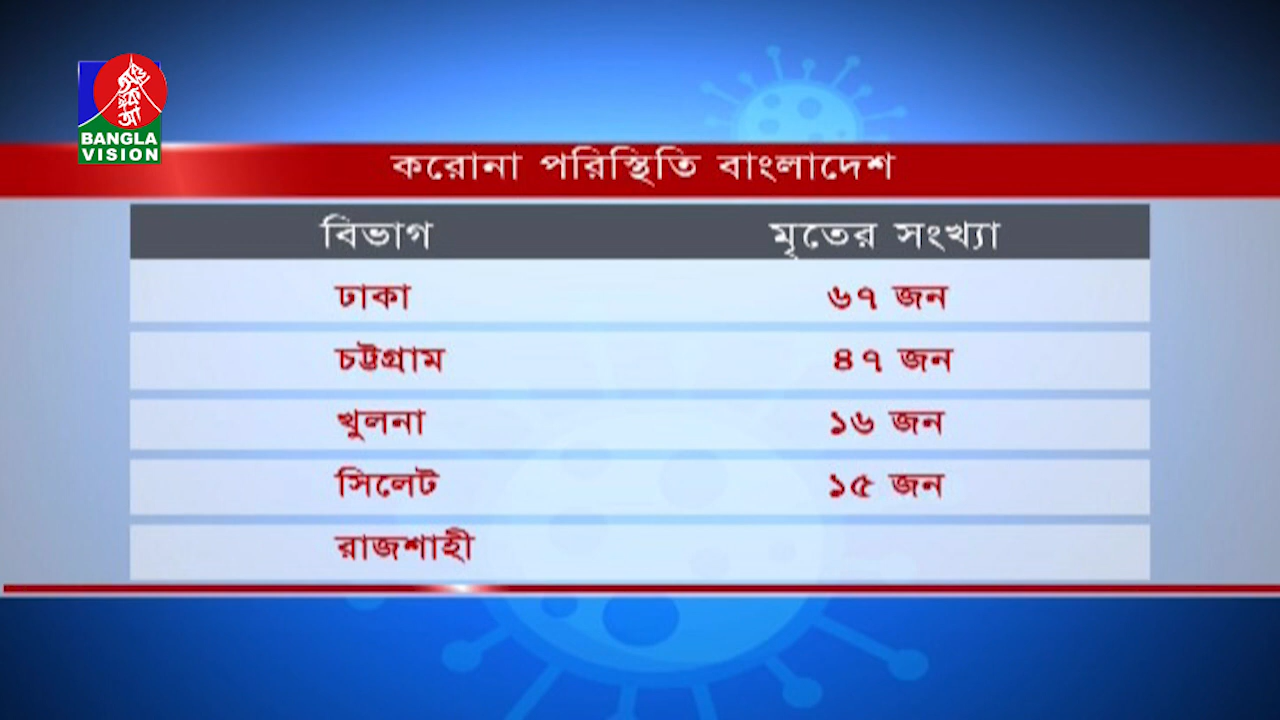 BANGLA
VISION
করোনা পরিস্থিতি বাংলাদেশ
বিভাগ মৃতের সংখ্যা
ঢাকা ৬৭ জন
চট্টগ্রাম ৪৭ জন
খুলনা ১৬ জন
সিলেট ১৫ জন
রাজশাহী